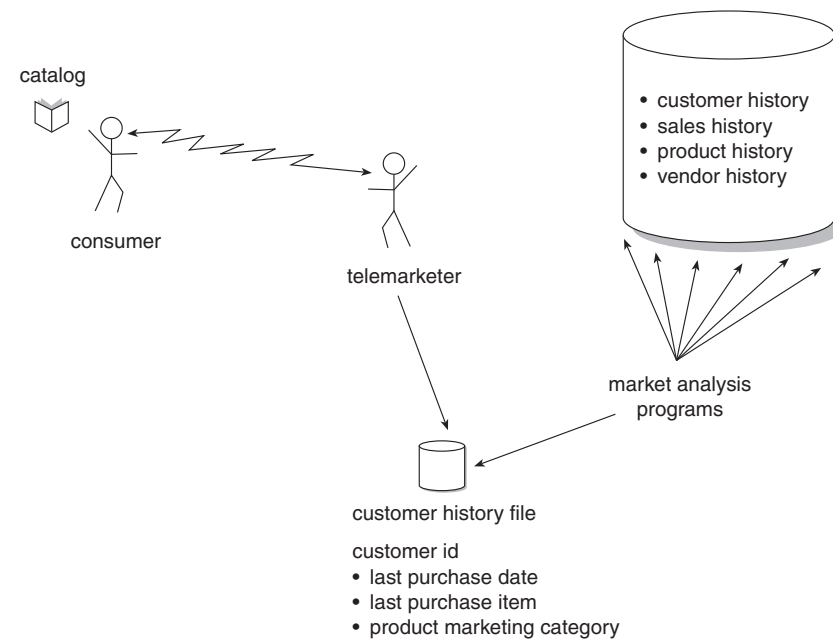 catalog
consumer
telemarketer
• customer history
• sales history
• product history
• vendor history
market analysis
programs
customer history file
customer id
• last purchase date
• last purchase item
• product marketing category